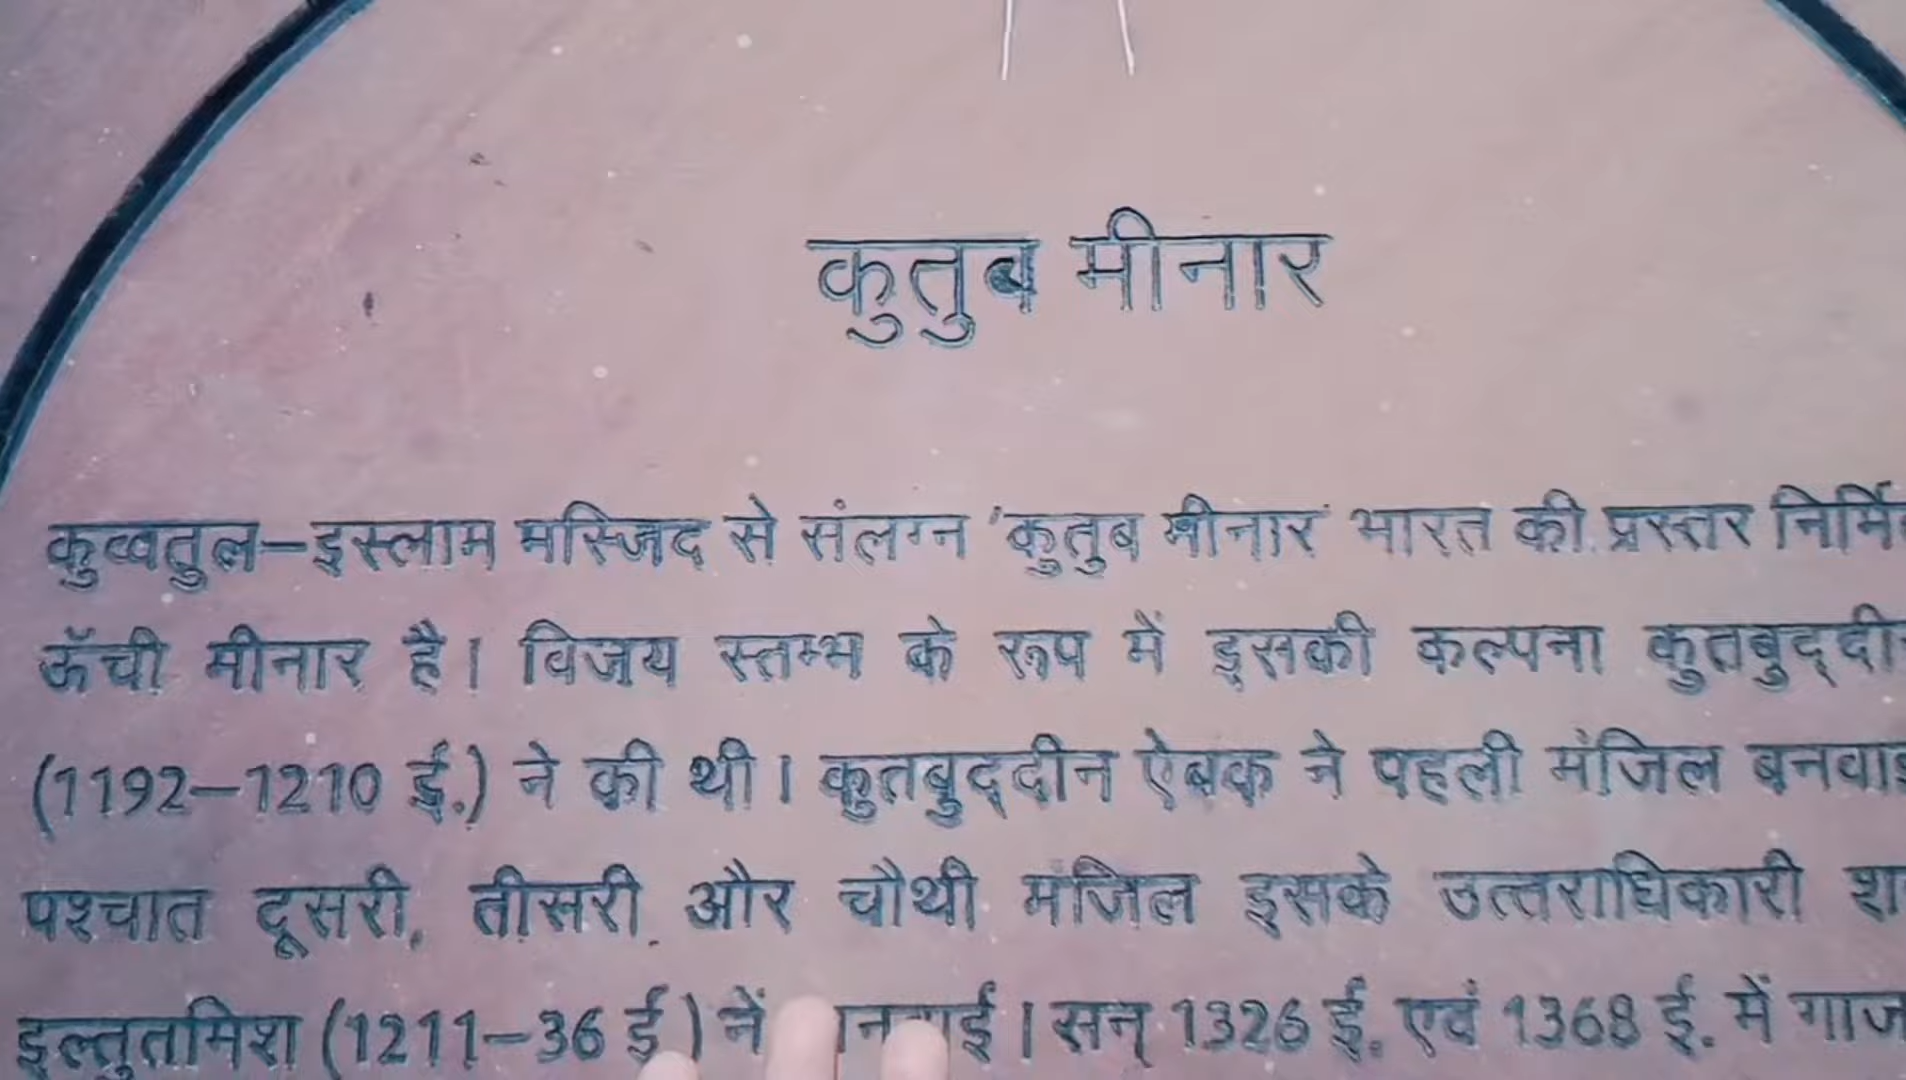 कुतुब मीनार
कुव्वतुल–इस्लाम मस्जिद से संलग्न 'कुतुब मीनार' भारत की प्रस्तर
ऊँची मीनार है। विजय स्तम्भ के रूप में इसकी कल्पना
(1192–1210 ई.) ने की थी। कुतबुद्दीन ऐबक ने पहली मंजिल
पश्चात दूसरी, तीसरी और चौथी मंजिल इसके उत्तराधिकारी
इल्तुतमिश (1211–36 ई.) नें । सन् 1326 ई. एवं 1368 ई. में